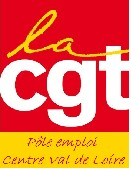 la
cgt
Pôle emploi
Centre Val de Loire